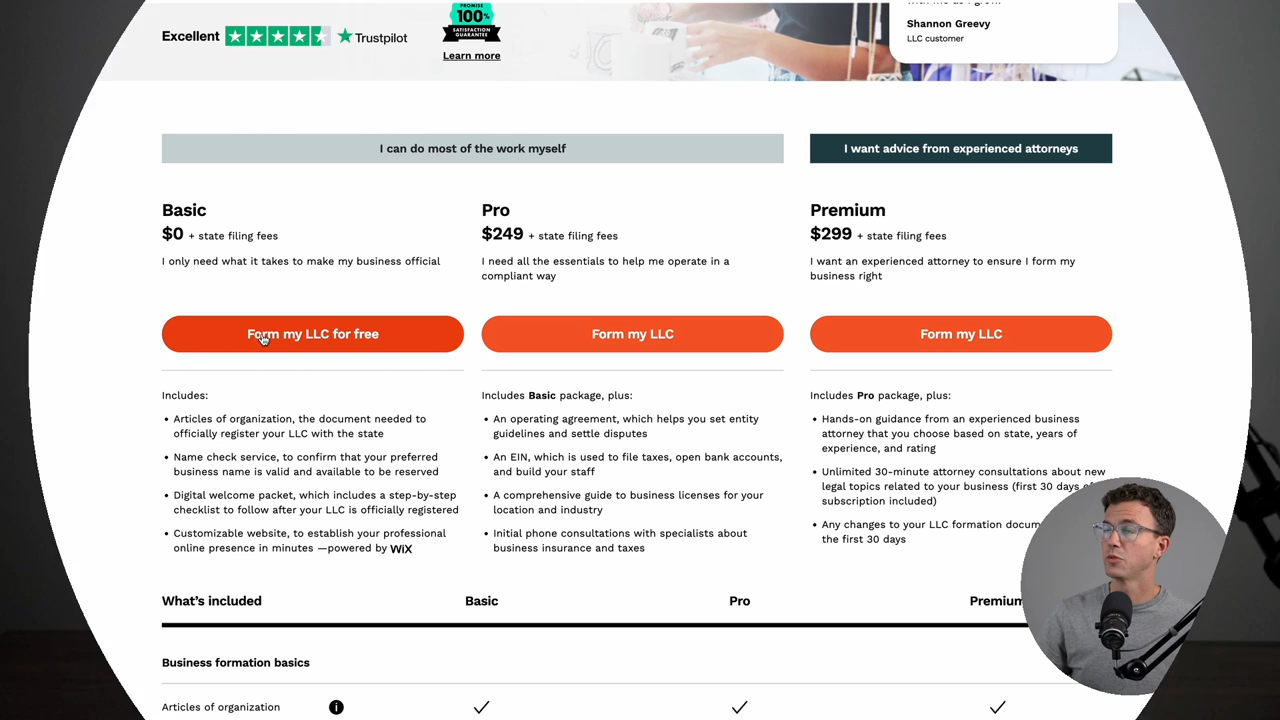 Excellent
Trustpilot
PROMISE
100%
SATISFACTION
GUARANTEE
Learn more
Shannon Greevy
LLC customer
I can do most of the work myself
I want advice from experienced attorneys
Basic
$0 + state filing fees
I only need what it takes to make my business official
Form my LLC for free
Includes:
• Articles of organization, the document needed to
officially register your LLC with the state
• Name check service, to confirm that your preferred
business name is valid and available to be reserved
• Digital welcome packet, which includes a step-by-step
checklist to follow after your LLC is officially registered
• Customizable website, to establish your professional
online presence in minutes —powered by WiX
Pro
$249 + state filing fees
I need all the essentials to help me operate in a
compliant way
Form my LLC
Includes Basic package, plus:
• An operating agreement, which helps you set entity
guidelines and settle disputes
• An EIN, which is used to file taxes, open bank accounts,
and build your staff
• A comprehensive guide to business licenses for your
location and industry
• Initial phone consultations with specialists about
business insurance and taxes
Premium
$299 + state filing fees
I want an experienced attorney to ensure I form my
business right
Form my LLC
Includes Pro package, plus:
• Hands-on guidance from an experienced business
attorney that you choose based on state, years of
experience, and rating
• Unlimited 30-minute attorney consultations about new
legal topics related to your business (first 30 days
subscription included)
• Any changes to your LLC formation
the first 30 days
What's included Basic Pro Premium
Business formation basics
Articles of organization